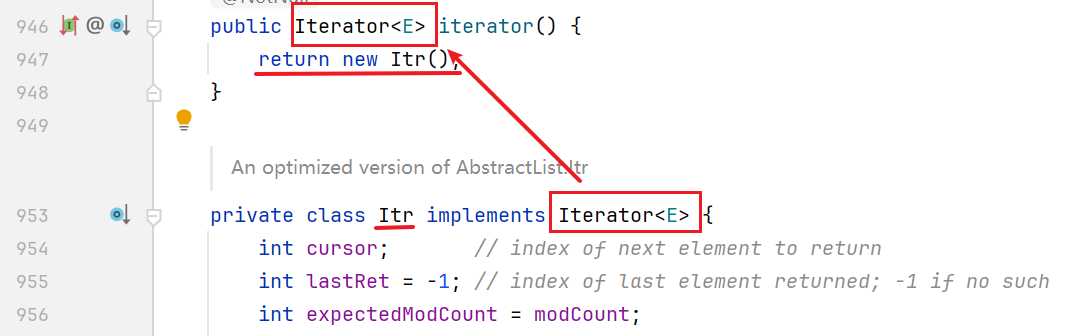 946 @ public Iterator<E> iterator() {
947 return new Itr();
948 }
949
An optimized version of AbstractList.Itr
953 private class Itr implements Iterator<E> {
954 int cursor; // index of next element to return
955 int lastRet = -1; // index of last element returned; -1 if no such
956 int expectedModCount = modCount;